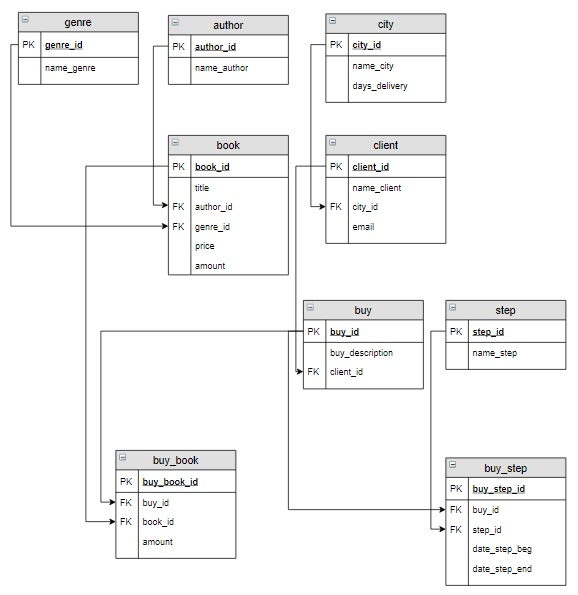 genre
PK genre_id
name_genre
author
PK author_id
name_author
city
PK city_id
name_city
days_delivery
book
PK book_id
title
FK author_id
FK genre_id
price
amount
client
PK client_id
name_client
FK city_id
email
buy
PK buy_id
buy_description
FK client_id
step
PK step_id
name_step
buy_book
PK buy_book_id
FK buy_id
FK book_id
amount
buy_step
PK buy_step_id
FK buy_id
FK step_id
date_step_beg
date_step_end